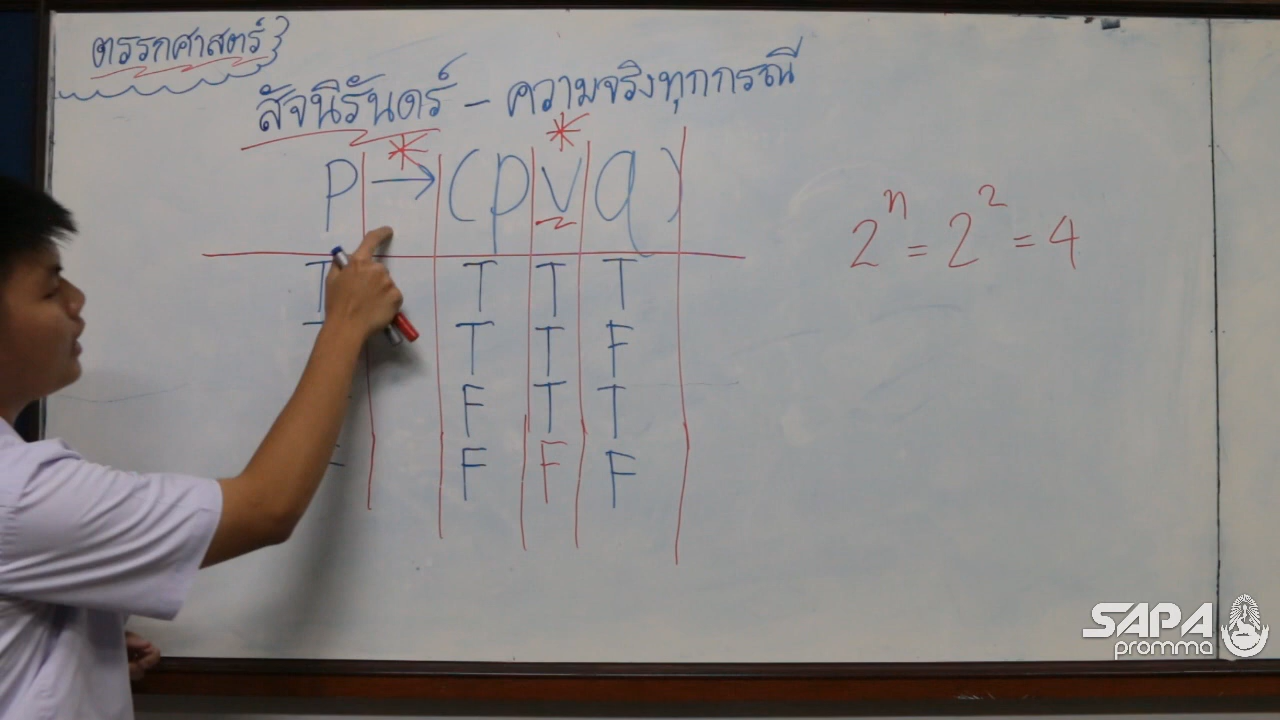 ตรรกศาสตร์
สัจนิรันดร์ - ความจริงทุกกรณี
* *
p → (p v q)
2ⁿ = 2² = 4
T T T T
T T T F
F T T
F F F
SAPA
promma